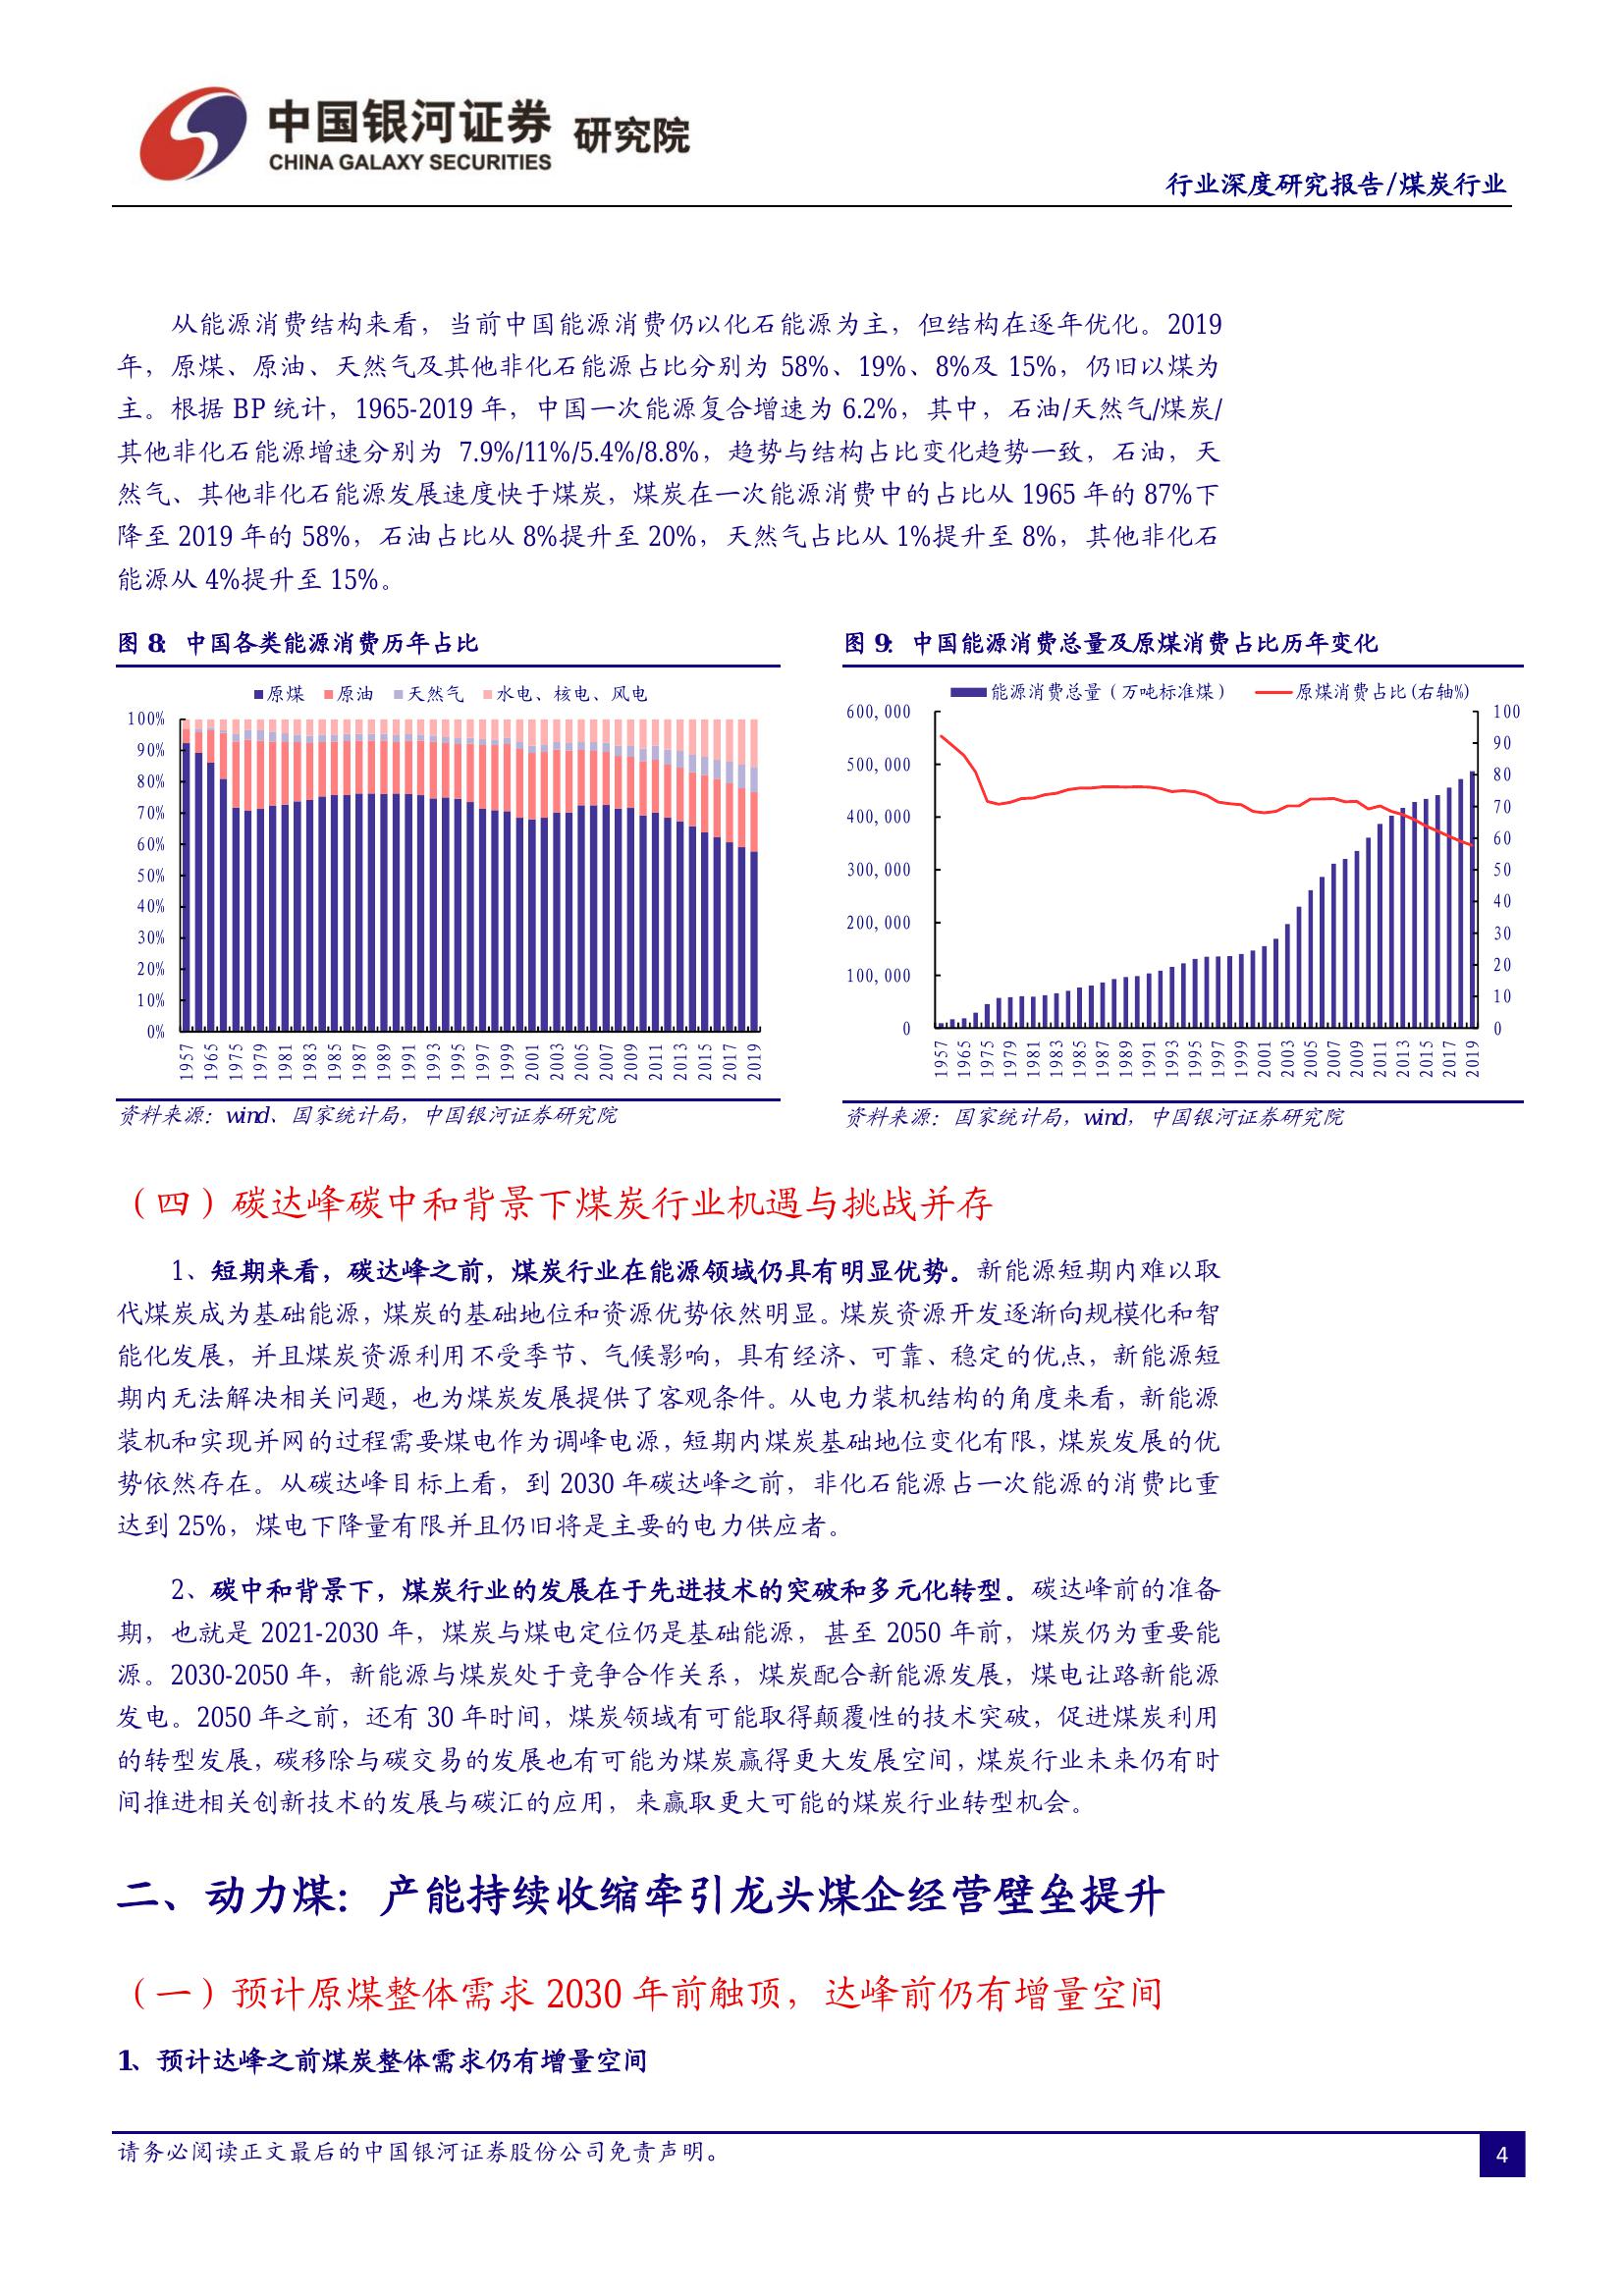 中国银河证券 研究院
CHINA GALAXY SECURITIES
行业深度研究报告/煤炭行业
从能源消费结构来看，当前中国能源消费仍以化石能源为主，但结构在逐年优化。2019
年，原煤、原油、天然气及其他非化石能源占比分别为 58%、19%、8%及 15%，仍旧以煤为
主。根据 BP 统计，1965-2019 年，中国一次能源复合增速为 6.2%，其中，石油/天然气/煤炭/
其他非化石能源增速分别为 7.9%/11%/5.4%/8.8%，趋势与结构占比变化趋势一致，石油，天
然气、其他非化石能源发展速度快于煤炭，煤炭在一次能源消费中的占比从 1965 年的 87%下
降至 2019 年的 58%，石油占比从 8%提升至 20%，天然气占比从 1%提升至 8%，其他非化石
能源从 4%提升至 15%。
图 8：中国各类能源消费历年占比
原煤 原油 天然气 水电、核电、风电
100%
90%
80%
70%
60%
50%
40%
30%
20%
10%
0%
1957 1965 1975 1979 1981 1983 1985 1987 1989 1991 1993 1995 1997 1999 2001 2003 2005 2007 2009 2011 2013 2015 2017 2019
资料来源：wind、国家统计局，中国银河证券研究院
图 9：中国能源消费总量及原煤消费占比历年变化
能源消费总量（万吨标准煤） 原煤消费占比(右轴%)
600,000
500,000
400,000
300,000
200,000
100,000
0
100
90
80
70
60
50
40
30
20
10
0
1957 1965 1975 1979 1981 1983 1985 1987 1989 1991 1993 1995 1997 1999 2001 2003 2005 2007 2009 2011 2013 2015 2017 2019
资料来源：国家统计局，wind，中国银河证券研究院
（四）碳达峰碳中和背景下煤炭行业机遇与挑战并存
1、短期来看，碳达峰之前，煤炭行业在能源领域仍具有明显优势。新能源短期内难以取
代煤炭成为基础能源，煤炭的基础地位和资源优势依然明显。煤炭资源开发逐渐向规模化和智
能化发展，并且煤炭资源利用不受季节、气候影响，具有经济、可靠、稳定的优点，新能源短
期内无法解决相关问题，也为煤炭发展提供了客观条件。从电力装机结构的角度来看，新能源
装机和实现并网的过程需要煤电作为调峰电源，短期内煤炭基础地位变化有限，煤炭发展的优
势依然存在。从碳达峰目标上看，到 2030 年碳达峰之前，非化石能源占一次能源的消费比重
达到 25%，煤电下降量有限并且仍旧将是主要的电力供应者。
2、碳中和背景下，煤炭行业的发展在于先进技术的突破和多元化转型。碳达峰前的准备
期，也就是 2021-2030 年，煤炭与煤电定位仍是基础能源，甚至 2050 年前，煤炭仍为重要能
源。2030-2050 年，新能源与煤炭处于竞争合作关系，煤炭配合新能源发展，煤电让路新能源
发电。2050 年之前，还有 30 年时间，煤炭领域有可能取得颠覆性的技术突破，促进煤炭利用
的转型发展，碳移除与碳交易的发展也有可能为煤炭赢得更大发展空间，煤炭行业未来仍有时
间推进相关创新技术的发展与碳汇的应用，来赢取更大可能的煤炭行业转型机会。
二、动力煤：产能持续收缩牵引龙头煤企经营壁垒提升
（一）预计原煤整体需求 2030 年前触顶，达峰前仍有增量空间
1、预计达峰之前煤炭整体需求仍有增量空间
请务必阅读正文最后的中国银河证券股份公司免责声明。
4